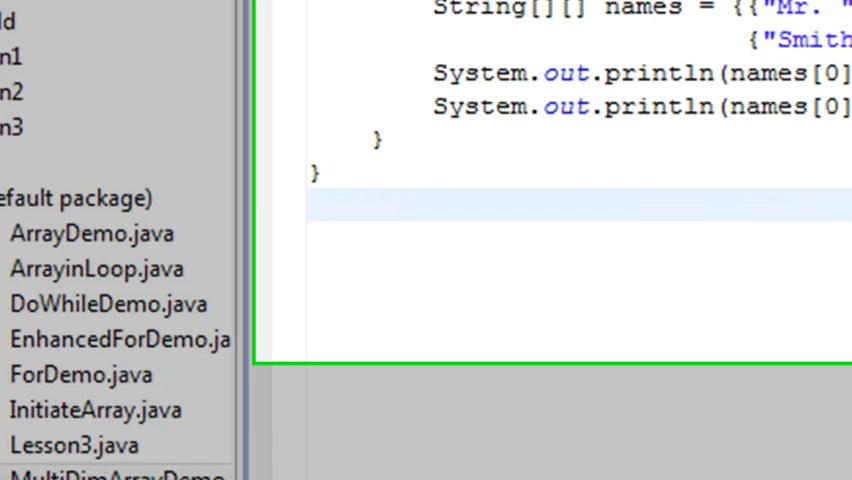 ld
n1
n2
n3
efault package)
ArrayDemo.java
ArrayinLoop.java
DoWhileDemo.java
EnhancedForDemo.ja
ForDemo.java
InitiateArray.java
Lesson3.java
MultiDimArrayDemo
String[][] names = {{"Mr. "
{"Smith
System.out.println(names[0]
System.out.println(names[0]
}
}